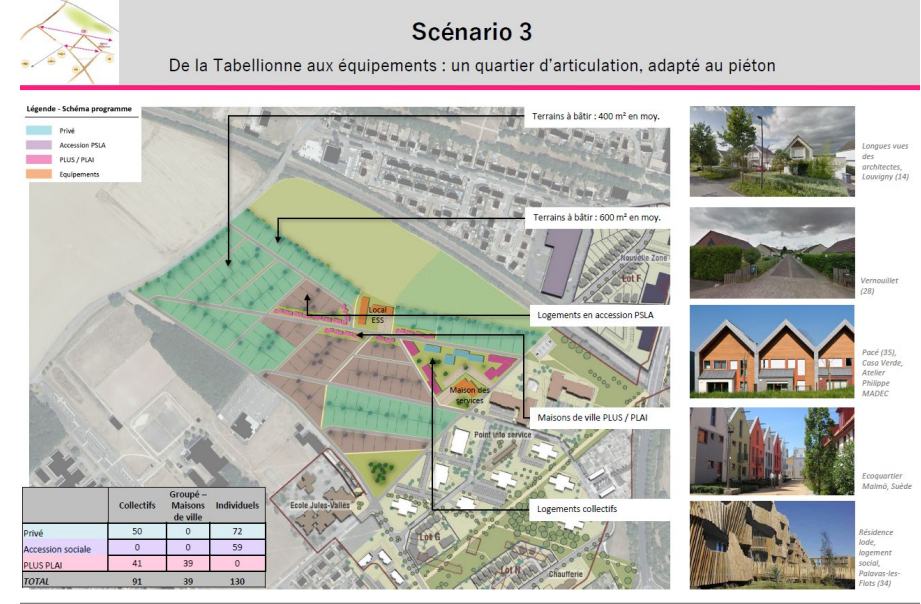 Scénario 3
De la Tabellionne aux équipements : un quartier d'articulation, adapté au piéton
Légende - Schéma programme
Privé
Accession PSLA
PLUS / PLAI
Equipements
Terrains à bâtir : 400 m² en moy.
Terrains à bâtir : 600 m² en moy.
Nouvelle Zone
Lot F
Logements en accession PSLA
Local
ESS
Maison des
services
Maisons de ville PLUS / PLAI
Point info service
Ecole Jules-Vallès
Logements collectifs
Lot G
Lot N
Chaufferie
Collectifs
Groupé –
Maisons
de ville
Individuels
Privé 50 0 72
Accession sociale 0 0 59
PLUS PLAI 41 39 0
TOTAL 91 39 130
Longues vues
des
architectes,
Louvigny (14)
Vernouillet
(28)
Pacé (35),
Casa Verde,
Atelier
Philippe
MADEC
Ecoquartier
Malmö, Suède
Résidence
Iode,
logement
social,
Palavas-les-
Flots (34)